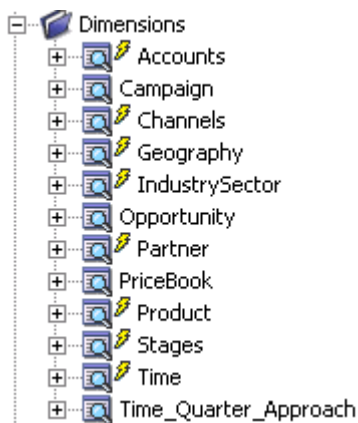 Dimensions
Accounts
Campaign
Channels
Geography
IndustrySector
Opportunity
Partner
PriceBook
Product
Stages
Time
Time_Quarter_Approach